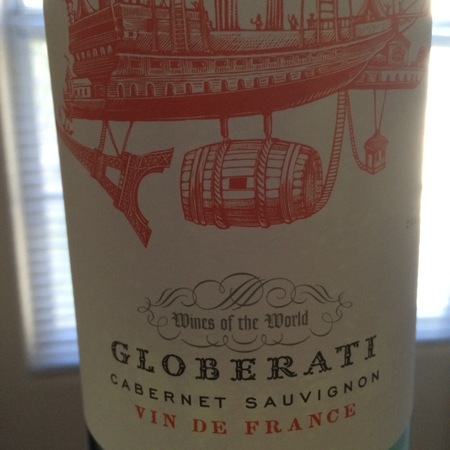 Wines of the World
GLOBERATI
CABERNET SAUVIGNON
VIN DE FRANCE